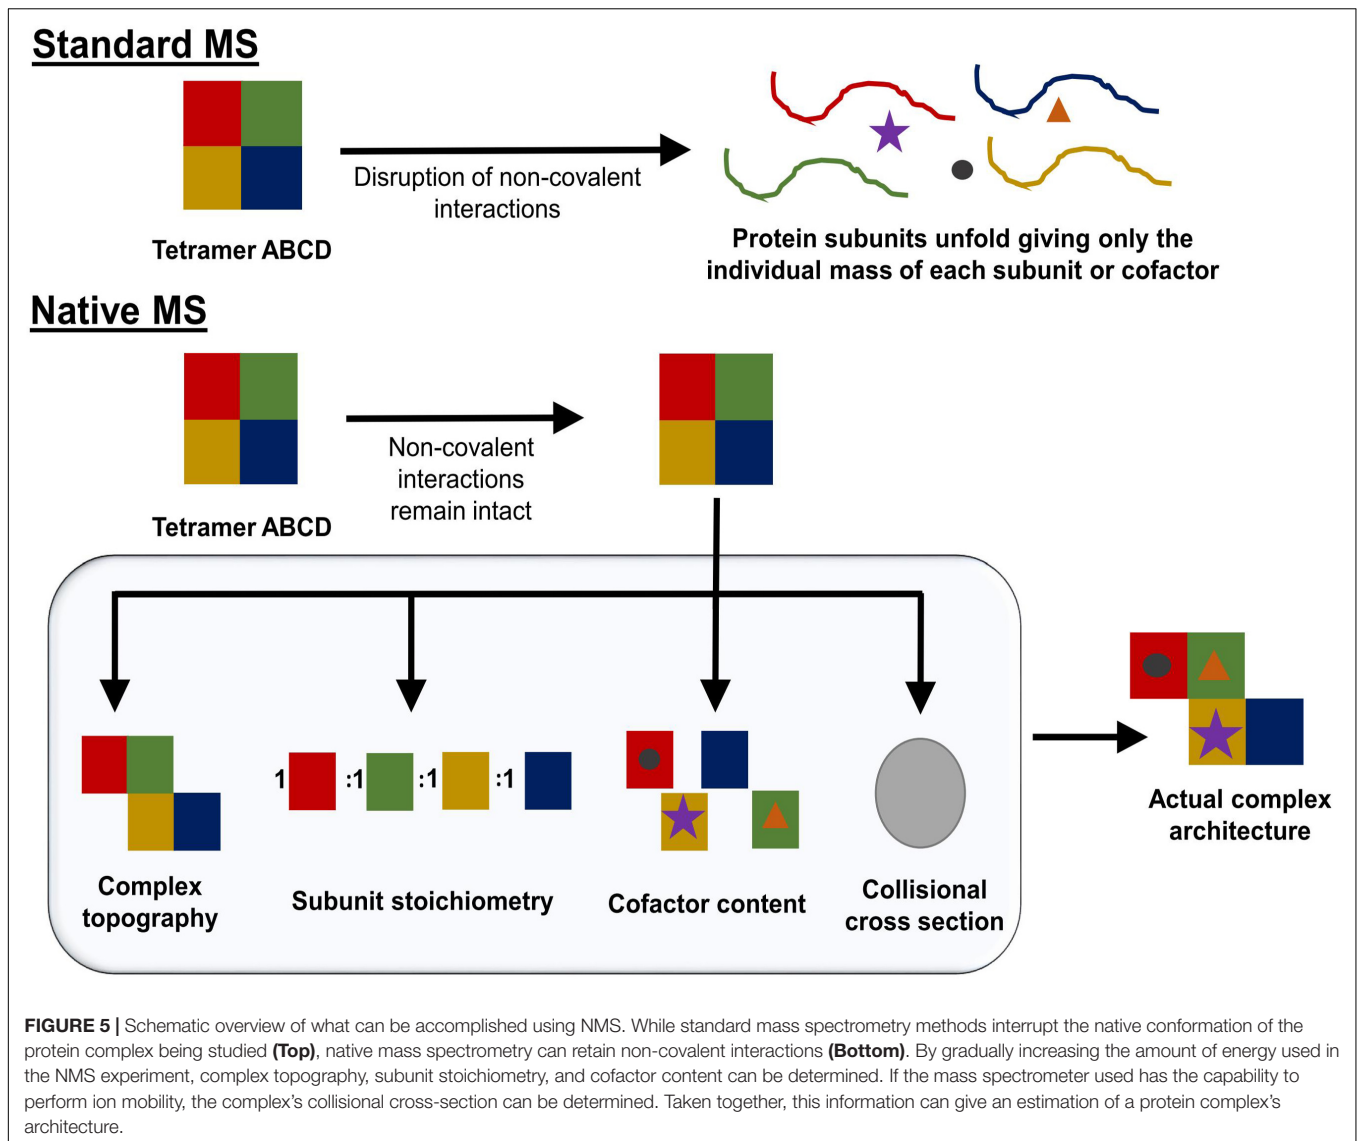 Standard MS
Disruption of non-covalent
interactions
Tetramer ABCD
Protein subunits unfold giving only the
individual mass of each subunit or cofactor
Native MS
Non-covalent
interactions
remain intact
Tetramer ABCD
1 :1 :1 :1
Complex
topography
Subunit stoichiometry
Cofactor content
Collisional
cross section
Actual complex
architecture
FIGURE 5 | Schematic overview of what can be accomplished using NMS. While standard mass spectrometry methods interrupt the native conformation of the
protein complex being studied (Top), native mass spectrometry can retain non-covalent interactions (Bottom). By gradually increasing the amount of energy used in
the NMS experiment, complex topography, subunit stoichiometry, and cofactor content can be determined. If the mass spectrometer used has the capability to
perform ion mobility, the complex's collisional cross-section can be determined. Taken together, this information can give an estimation of a protein complex's
architecture.